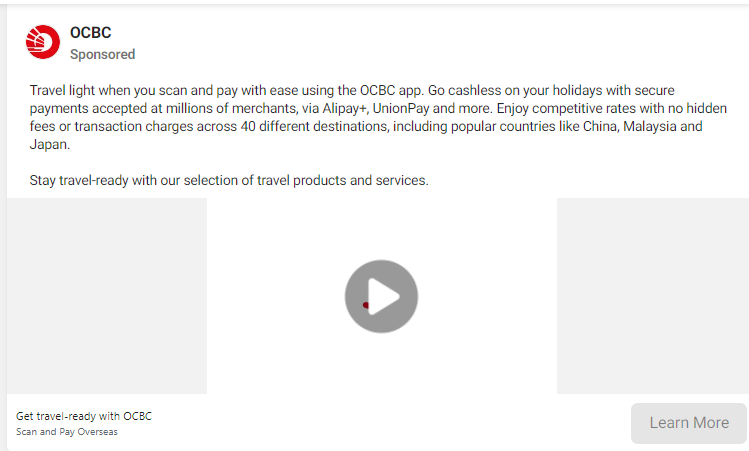 OCBC
Sponsored
Travel light when you scan and pay with ease using the OCBC app. Go cashless on your holidays with secure
payments accepted at millions of merchants, via Alipay+, UnionPay and more. Enjoy competitive rates with no hidden
fees or transaction charges across 40 different destinations, including popular countries like China, Malaysia and
Japan.
Stay travel-ready with our selection of travel products and services.
Get travel-ready with OCBC
Scan and Pay Overseas
Learn More